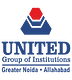 UNITED
Group of Institutions
Greater Noida • Allahabad